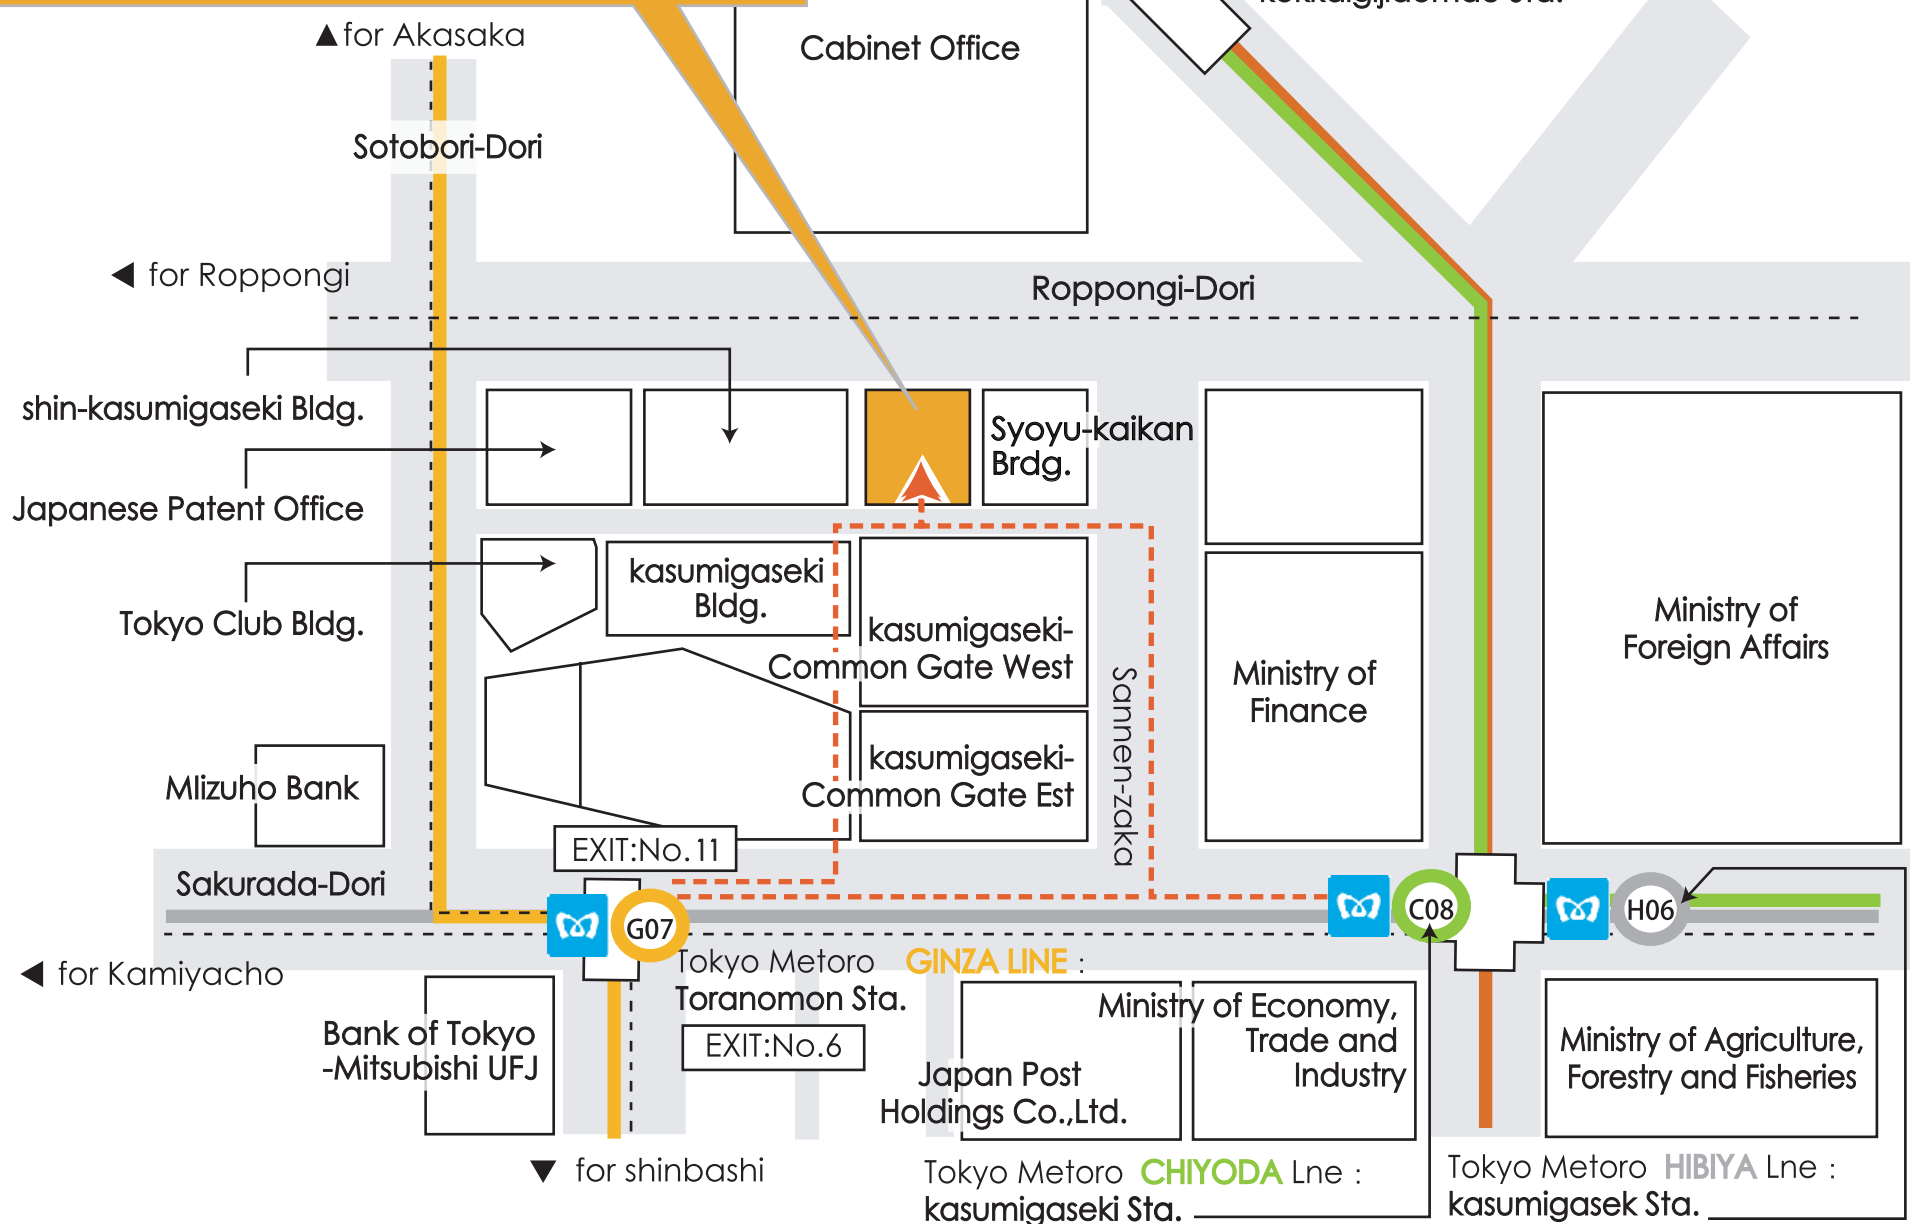 ▲for Akasaka
Cabinet Office
Sotobori-Dori
◀ for Roppongi
Roppongi-Dori
shin-kasumigaseki Bldg.
Syoyu-kaikan
Brdg.
Japanese Patent Office
Tokyo Club Bldg.
kasumigaseki
Bldg.
kasumigaseki-
Common Gate West
Ministry of
Foreign Affairs
Ministry of
Finance
Sannen-zaka
kasumigaseki-
Common Gate Est
MIizuho Bank
EXIT:No.11
Sakurada-Dori
G07
C08
H06
◀ for Kamiyacho
Tokyo Metoro GINZA LINE :
Toranomon Sta.
EXIT:No.6
Bank of Tokyo
-Mitsubishi UFJ
Ministry of Economy,
Trade and
Industry
Japan Post
Holdings Co.,Ltd.
Ministry of Agriculture,
Forestry and Fisheries
▼ for shinbashi
Tokyo Metoro CHIYODA Lne :
kasumigaseki Sta.
Tokyo Metoro HIBIYA Lne :
kasumigasek Sta.